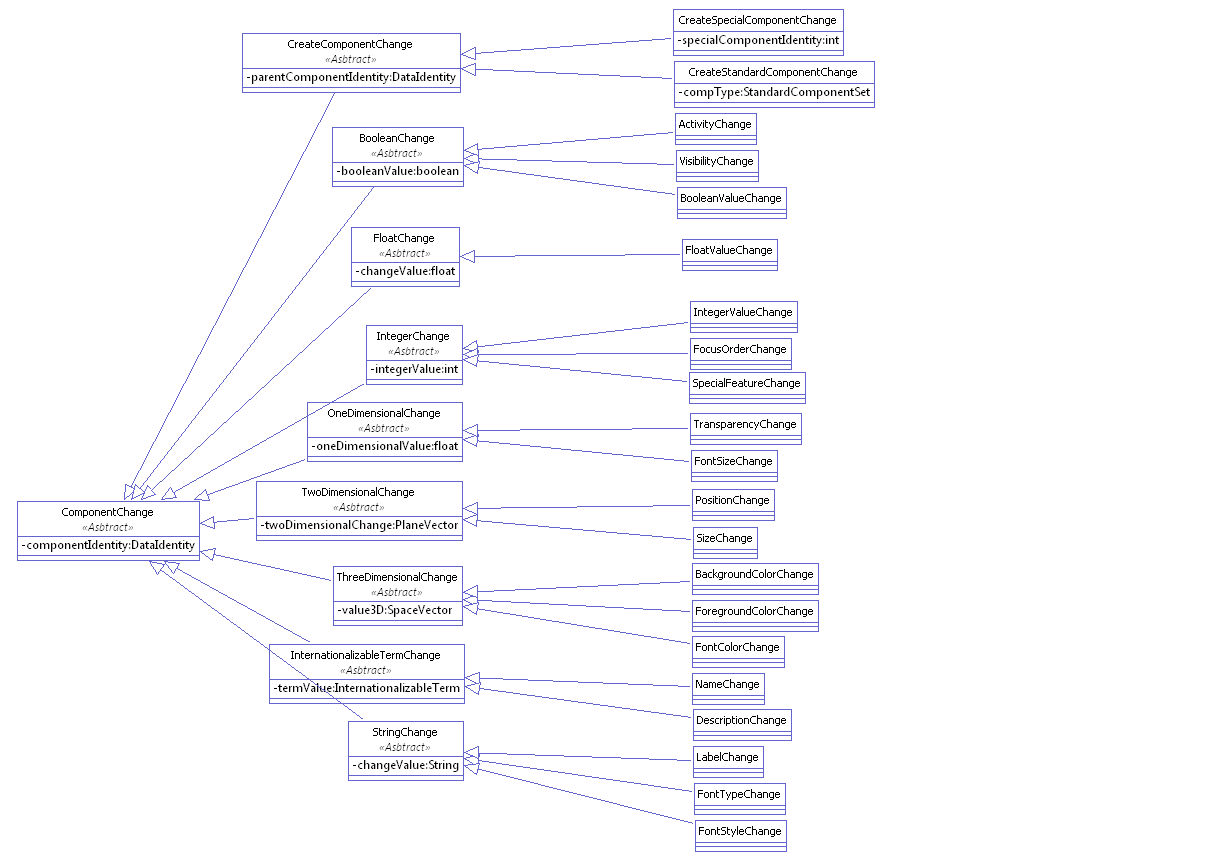 CreateSpecialComponentChange
-specialComponentIdentity:int
CreateComponentChange
«Asbtract»
-parentComponentIdentity:DataIdentity
CreateStandardComponentChange
-compType:StandardComponentSet
ActivityChange
BooleanChange
«Asbtract»
-booleanValue:boolean
VisibilityChange
BooleanValueChange
FloatChange
«Asbtract»
-changeValue:float
FloatValueChange
IntegerValueChange
IntegerChange
«Asbtract»
-integerValue:int
FocusOrderChange
SpecialFeatureChange
OneDimensionalChange
«Asbtract»
-oneDimensionalValue:float
TransparencyChange
FontSizeChange
TwoDimensionalChange
«Asbtract»
-twoDimensionalChange:PlaneVector
PositionChange
SizeChange
ComponentChange
«Asbtract»
-componentIdentity:DataIdentity
ThreeDimensionalChange
«Asbtract»
-value3D:SpaceVector
BackgroundColorChange
ForegroundColorChange
FontColorChange
InternationalizableTermChange
«Asbtract»
-termValue:InternationalizableTerm
NameChange
DescriptionChange
StringChange
«Asbtract»
-changeValue:String
LabelChange
FontTypeChange
FontStyleChange